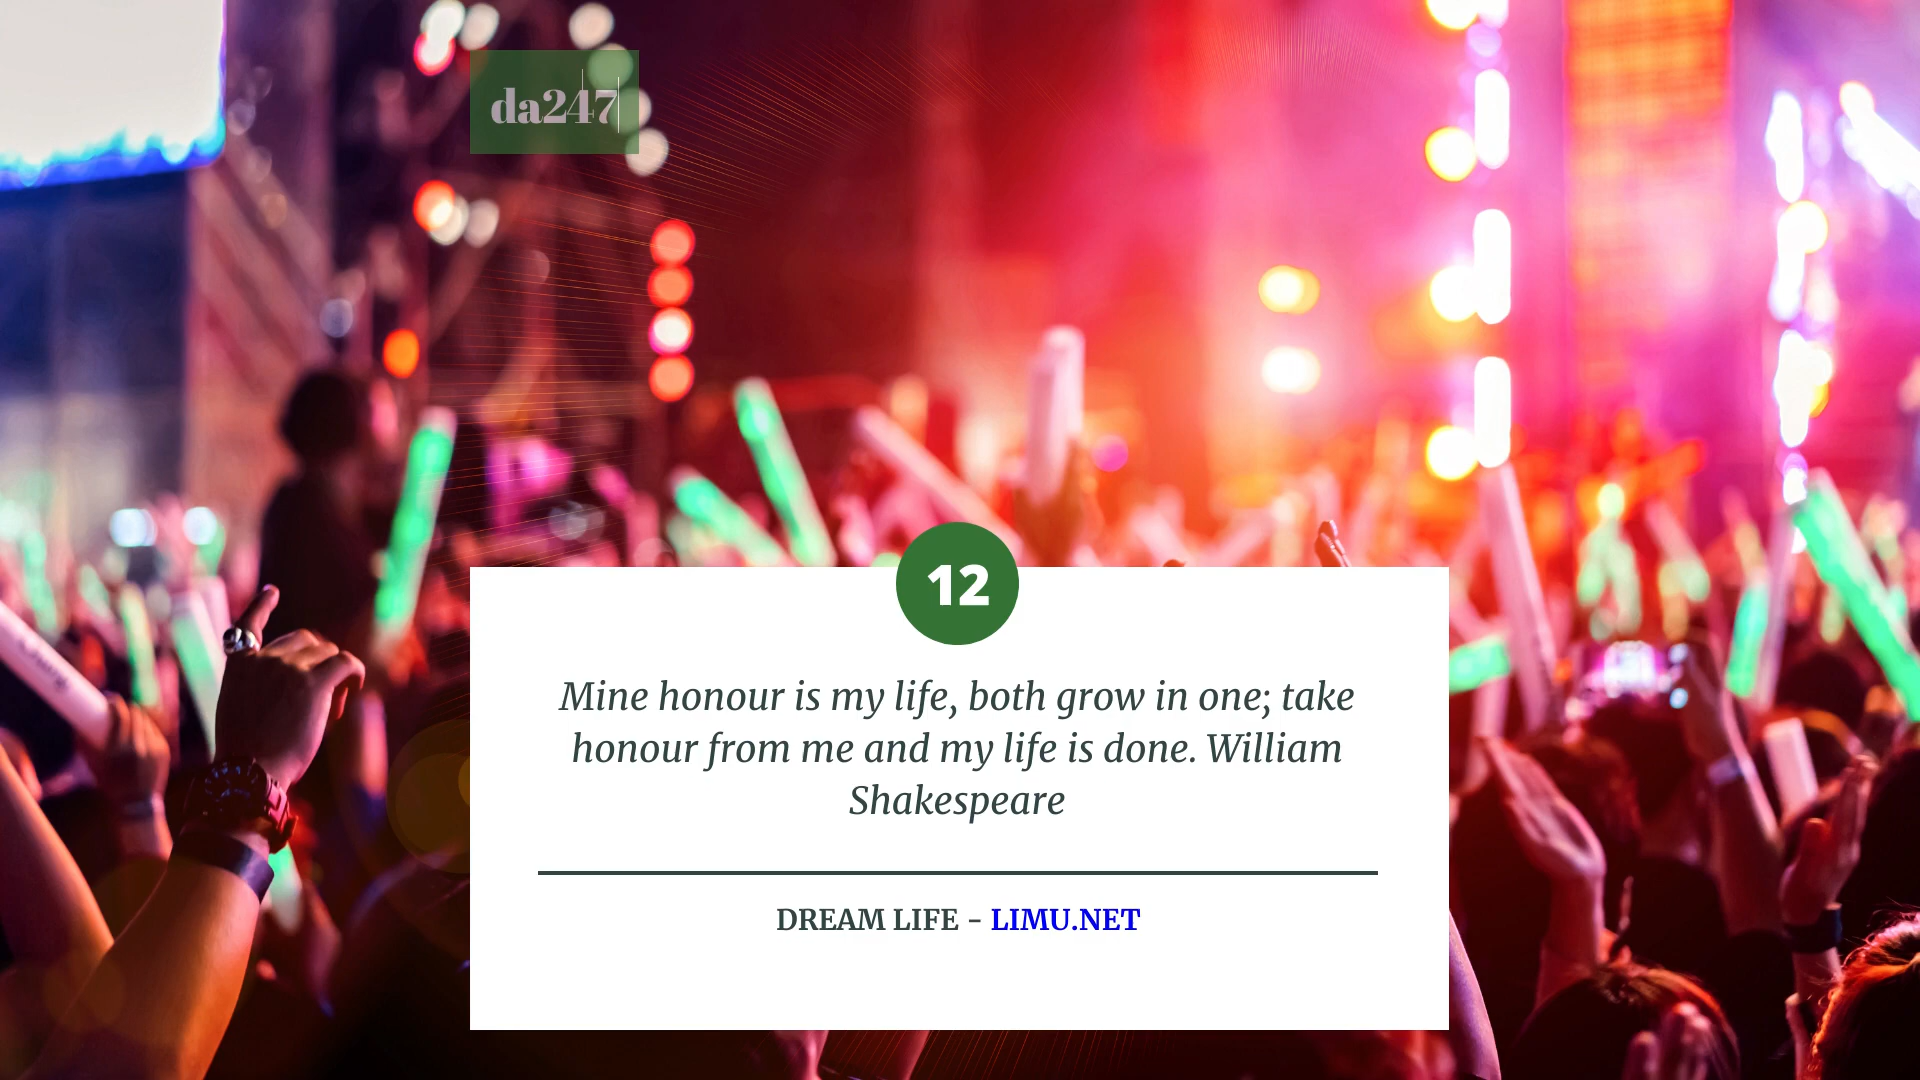 da247
12
Mine honour is my life, both grow in one; take
honour from me and my life is done. William
Shakespeare
DREAM LIFE – LIMU.NET